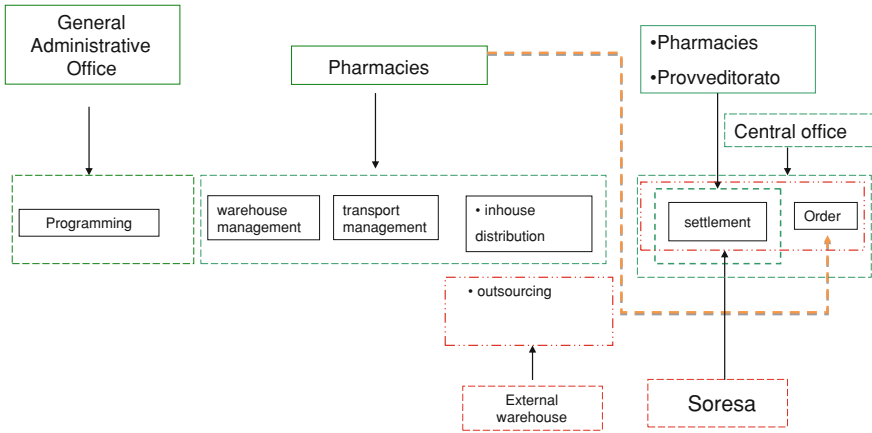 General
Administrative
Office
Pharmacies
•Pharmacies
•Provveditorato
Central office
Programming
warehouse
management
transport
management
• inhouse
distribution
settlement
Order
• outsourcing
External
warehouse
Soresa